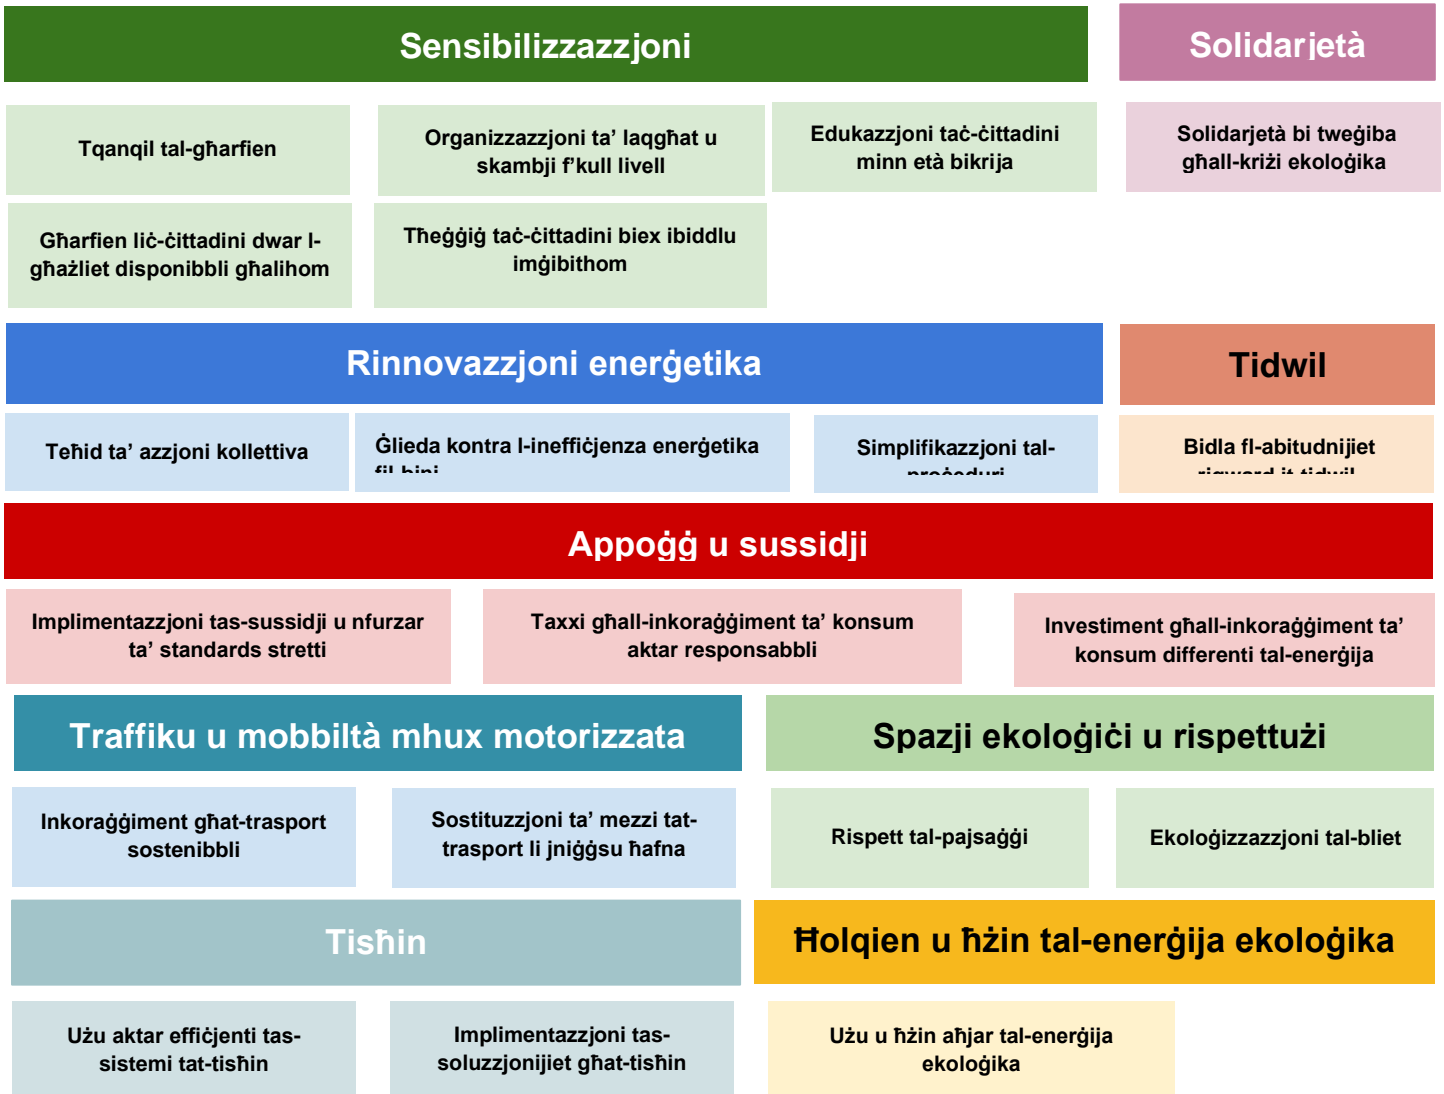 Sensibilizzazzjoni
Solidarjetà
Tqanqil tal-għarfien
Organizzazzjoni ta’ laqgħat u
skambji f’kull livell
Edukazzjoni taċ-ċittadini
minn età bikrija
Solidarjetà bi tweġiba
għall-kriżi ekoloġika
Għarfien liċ-ċittadini dwar l-
għażliet disponibbli għalihom
Tħeġġiġ taċ-ċittadini biex ibiddlu
imġibithom
Rinnovazzjoni enerġetika
Tidwil
Teħid ta’ azzjoni kollettiva
Ġlieda kontra l-ineffiċjenza enerġetika
fil-bini
Simplifikazzjoni tal-
proċeduri
Bidla fl-abitudnijiet
rigward it-tidwil
Appoġġ u sussidji
Implimentazzjoni tas-sussidji u nfurzar
ta’ standards stretti
Taxxi għall-inkoraġġiment ta’ konsum
aktar responsabbli
Investiment għall-inkoraġġiment ta’
konsum differenti tal-enerġija
Traffiku u mobbiltà mhux motorizzata
Spazji ekoloġiċi u rispettużi
Inkoraġġiment għat-trasport
sostenibbli
Sostituzzjoni ta’ mezzi tat-
trasport li jniġġsu ħafna
Rispett tal-pajsaġġi
Ekoloġizzazzjoni tal-bliet
Tisħin
Ħolqien u ħżin tal-enerġija ekoloġika
Użu aktar effiċjenti tas-
sistemi tat-tisħin
Implimentazzjoni tas-
soluzzjonijiet għat-tisħin
Użu u ħżin aħjar tal-enerġija
ekoloġika